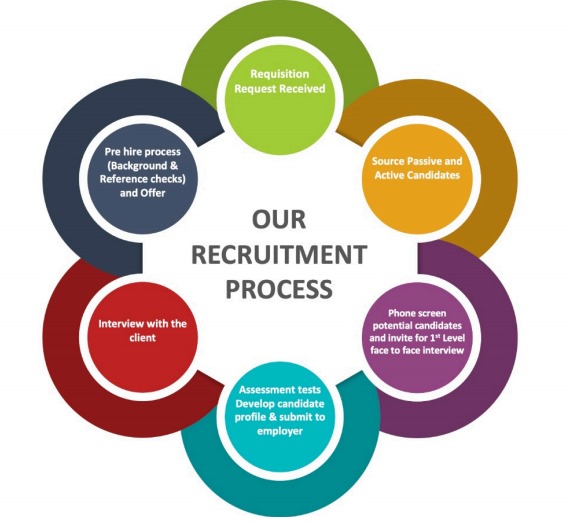 Requisition
Request Received
Source Passive and
Active Candidates
Phone screen
potential candidates
and invite for 1st Level
face to face interview
Assessment tests
Develop candidate
profile & submit to
employer
Interview with the
client
Pre hire process
(Background &
Reference checks)
and Offer
OUR
RECRUITMENT
PROCESS